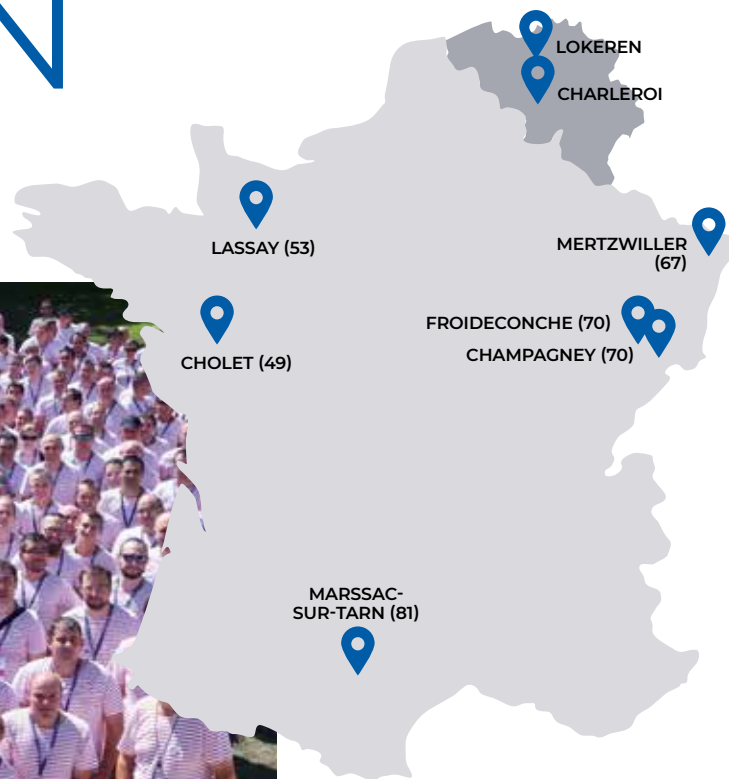 N
LOKEREN
CHARLEROI
LASSAY (53)
MERTZWILLER
(67)
FROIDECONCHE (70)
CHAMPAGNEY (70)
CHOLET (49)
MARSSAC-
SUR-TARN (81)